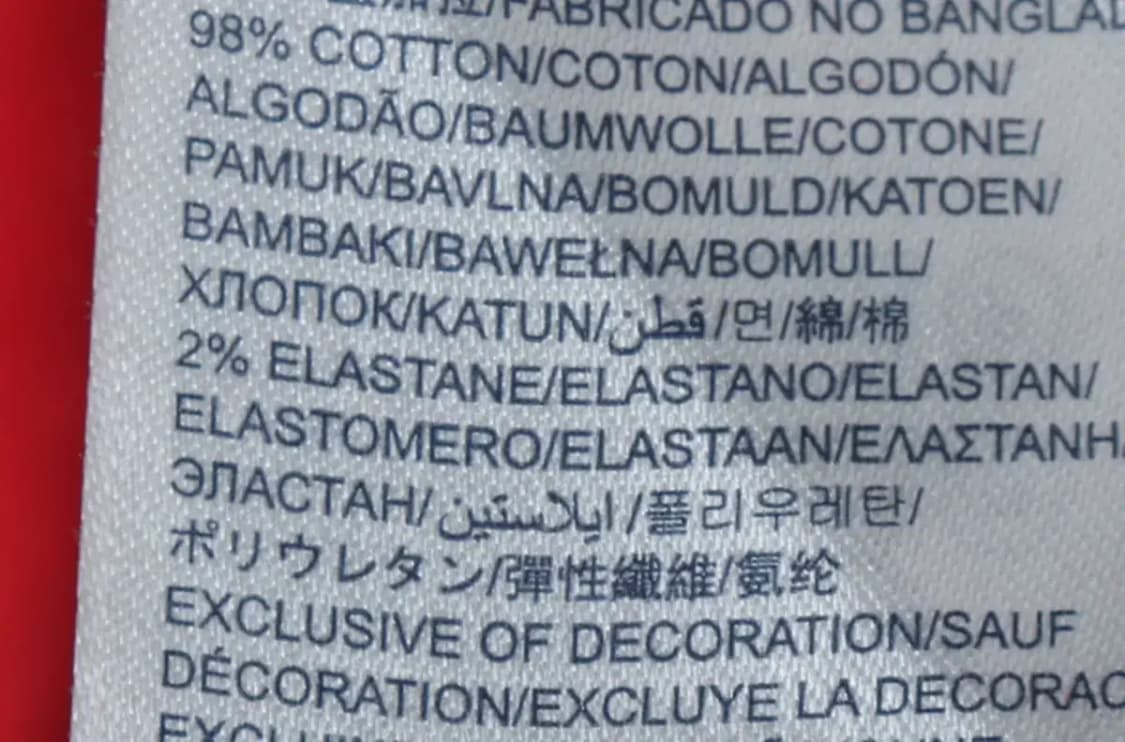 /FABRICADO NO BANGLAD
98% COTTON/COTON/ALGODÓN/
ALGODÃO/BAUMWOLLE/COTONE/
PAMUK/BAVLNA/BOMULD/KATOEN/
BAMBAKI/BAWEŁNA/BOMULL/
ХЛОПОК/KATUN/قطن/면/綿/棉
2% ELASTANE/ELASTANO/ELASTAN/
ELASTOMERO/ELASTAAN/ΕΛΑΣΤΑΝΗ/
ЭЛАСТАН/ايلاستين/폴리우레탄/
ポリウレタン/彈性纖維/氨纶
EXCLUSIVE OF DECORATION/SAUF
DÉCORATION/EXCLUYE LA DECORAC